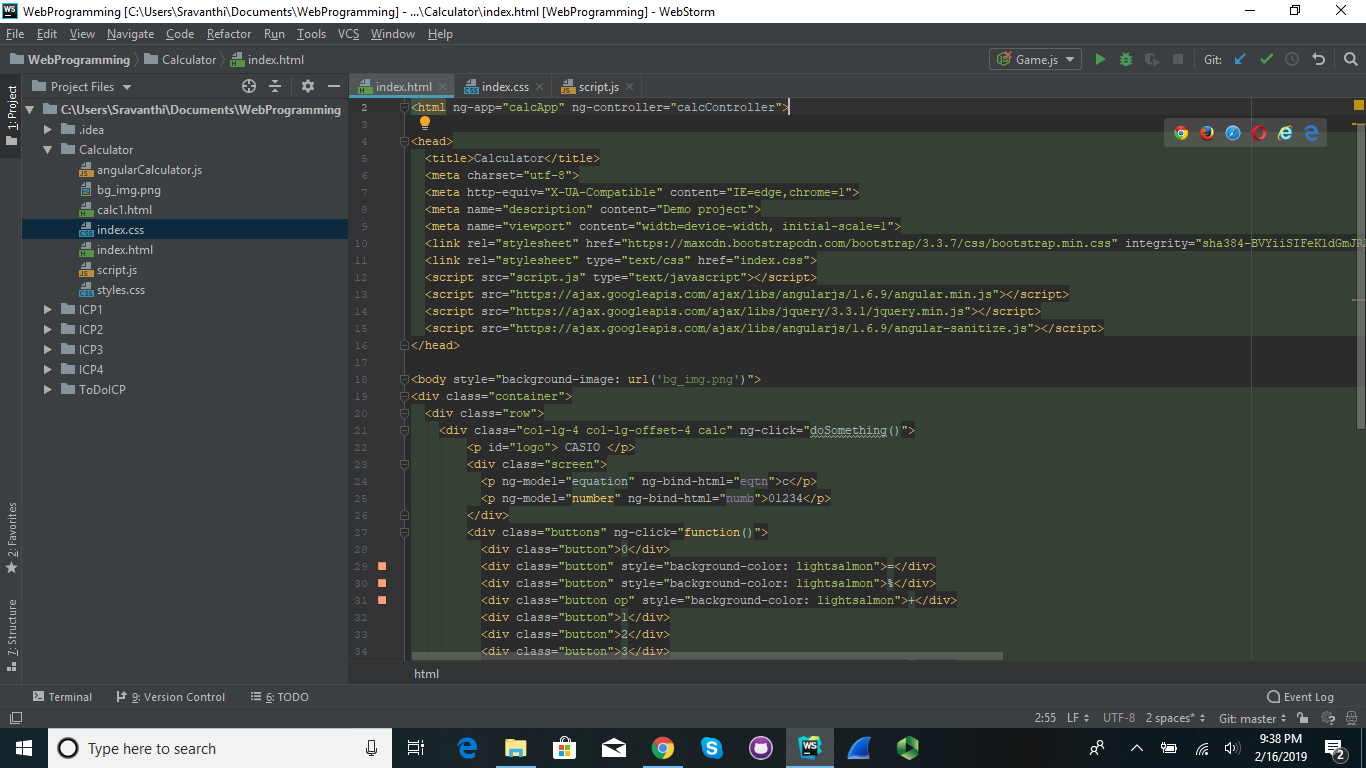 WebProgramming [C:\Users\Sravanthi\Documents\WebProgramming] - ...\Calculator\index.html [WebProgramming] - WebStorm
File Edit View Navigate Code Refactor Run Tools VCS Window Help
WebProgramming Calculator index.html Game.js Git:
Project Files index.html index.css script.js
1: Project
C:\Users\Sravanthi\Documents\WebProgramming
.idea
Calculator
angularCalculator.js
bg_img.png
calc1.html
index.css
index.html
script.js
styles.css
ICP1
ICP2
ICP3
ICP4
ToDoICP
2: Favorites
7: Structure
2 <html ng-app="calcApp" ng-controller="calcController">
3
4 <head>
5 <title>Calculator</title>
6 <meta charset="utf-8">
7 <meta http-equiv="X-UA-Compatible" content="IE=edge,chrome=1">
8 <meta name="description" content="Demo project">
9 <meta name="viewport" content="width=device-width, initial-scale=1">
10 <link rel="stylesheet" href="https://maxcdn.bootstrapcdn.com/bootstrap/3.3.7/css/bootstrap.min.css" integrity="sha384-BVYiiSIFeK1dGmJR
11 <link rel="stylesheet" type="text/css" href="index.css">
12 <script src="script.js" type="text/javascript"></script>
13 <script src="https://ajax.googleapis.com/ajax/libs/angularjs/1.6.9/angular.min.js"></script>
14 <script src="https://ajax.googleapis.com/ajax/libs/jquery/3.3.1/jquery.min.js"></script>
15 <script src="https://ajax.googleapis.com/ajax/libs/angularjs/1.6.9/angular-sanitize.js"></script>
16 </head>
17
18 <body style="background-image: url('bg_img.png')">
19 <div class="container">
20 <div class="row">
21 <div class="col-lg-4 col-lg-offset-4 calc" ng-click="doSomething()">
22 <p id="logo"> CASIO </p>
23 <div class="screen">
24 <p ng-model="equation" ng-bind-html="eqtn">c</p>
25 <p ng-model="number" ng-bind-html="numb">01234</p>
26 </div>
27 <div class="buttons" ng-click="function()">
28 <div class="button">0</div>
29 <div class="button" style="background-color: lightsalmon">=</div>
30 <div class="button" style="background-color: lightsalmon">%</div>
31 <div class="button op" style="background-color: lightsalmon">+</div>
32 <div class="button">1</div>
33 <div class="button">2</div>
34 <div class="button">3</div>
html
Terminal 9: Version Control 6: TODO Event Log
2:55 LF UTF-8 2 spaces* Git: master
Type here to search
9:38 PM
2/16/2019
2